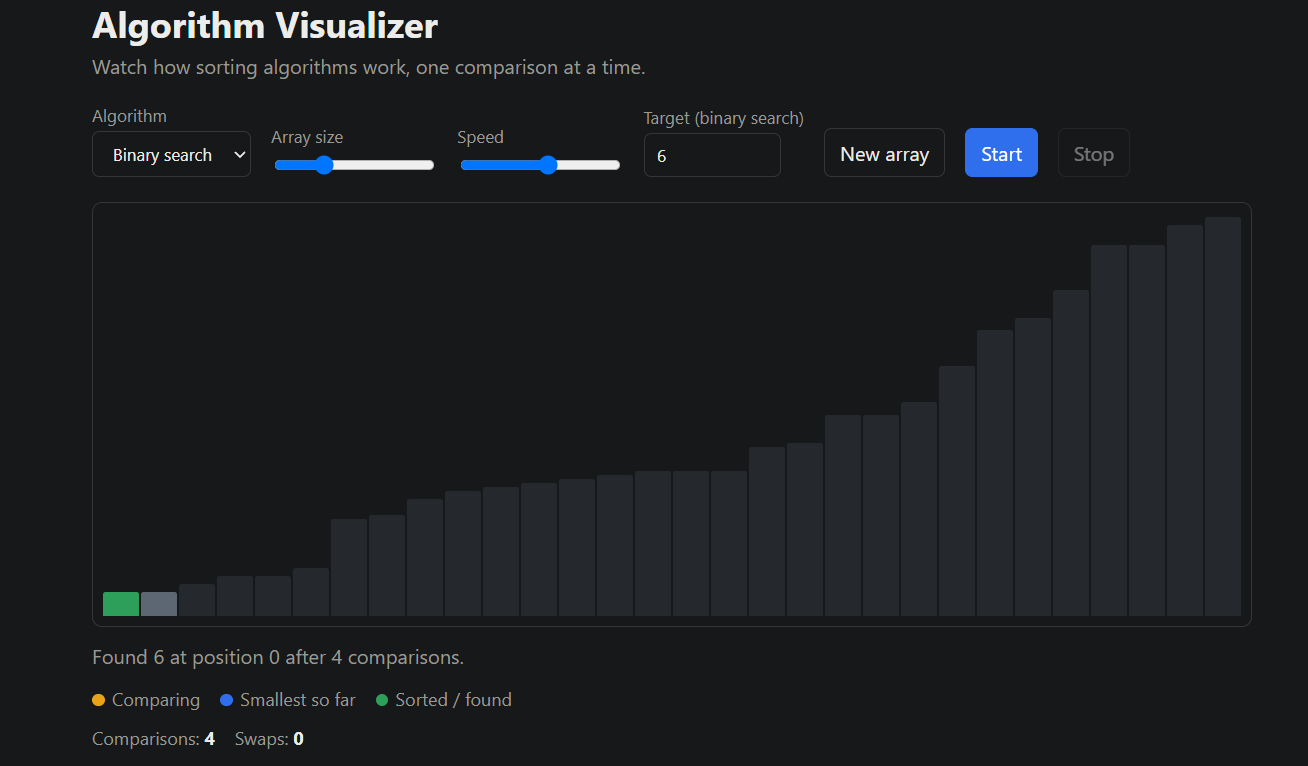 Algorithm Visualizer
Watch how sorting algorithms work, one comparison at a time.
Algorithm
Array size
Speed
Target (binary search)
Binary search
6
New array
Start
Stop
Found 6 at position 0 after 4 comparisons.
Comparing Smallest so far Sorted / found
Comparisons: 4 Swaps: 0